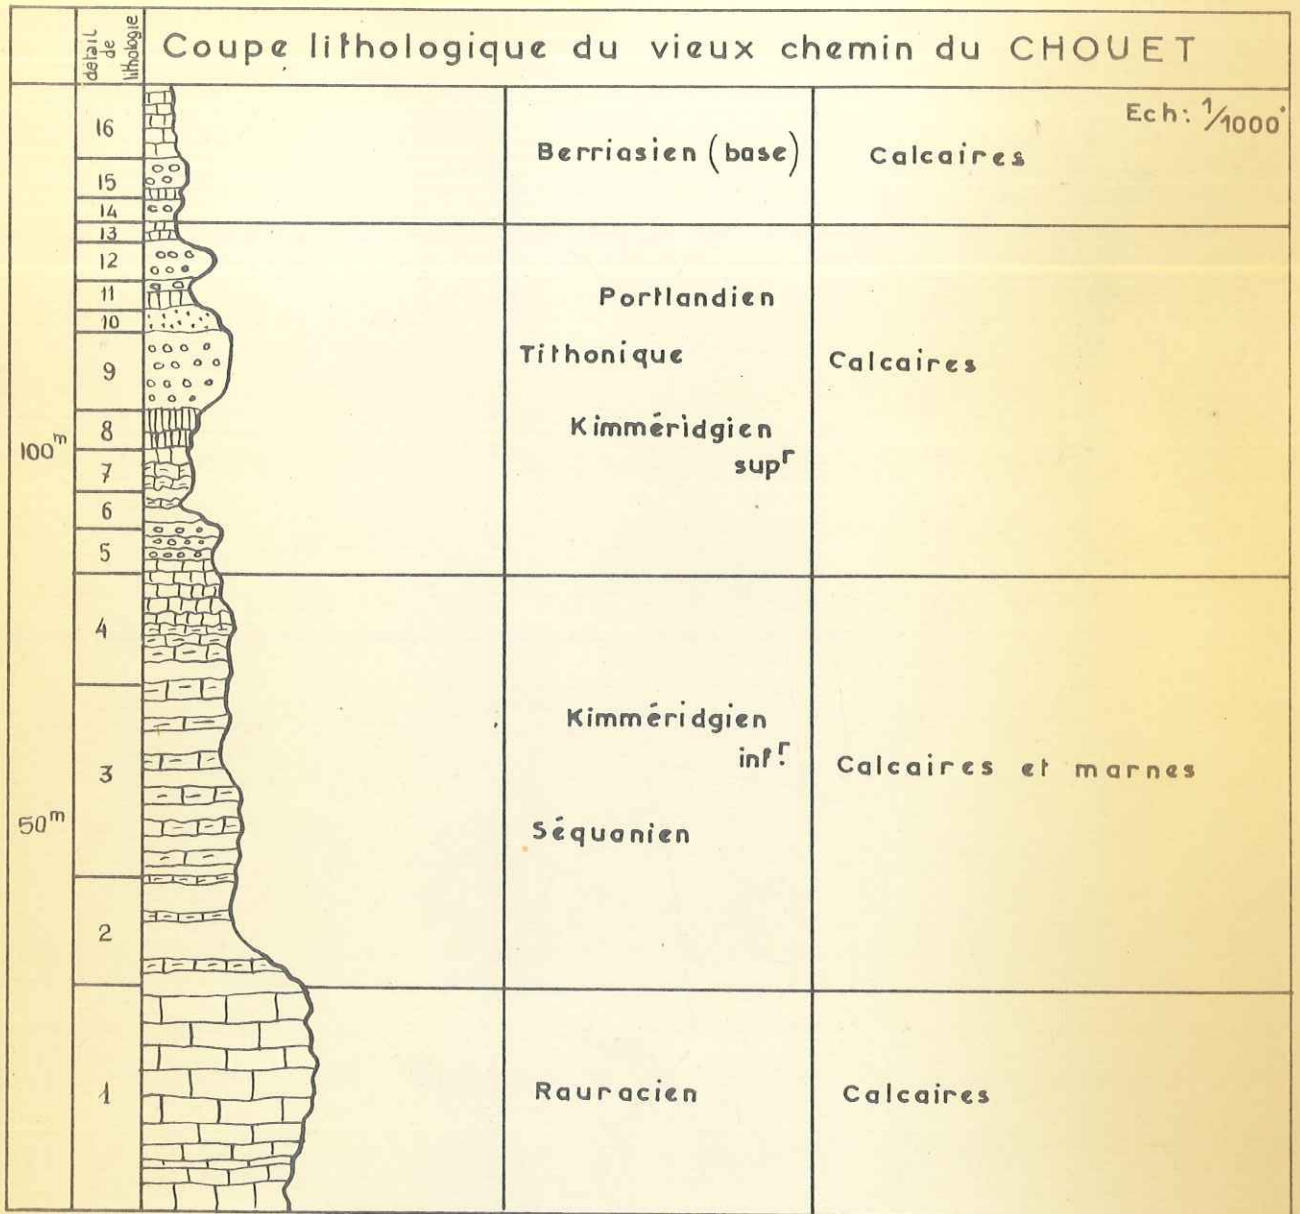 détail
de
lithologie
Coupe lithologique du vieux chemin du CHOUET
Ech: 1/1000°
16
Berriasien (base)
Calcaires
15
14
13
12
11
Portlandien
10
Tithonique
9
Calcaires
8
Kimméridgien
supr
100m
7
6
5
4
Kimméridgien
infr.
3
Calcaires et marnes
50m
Séquanien
2
1
Rauracien
Calcaires